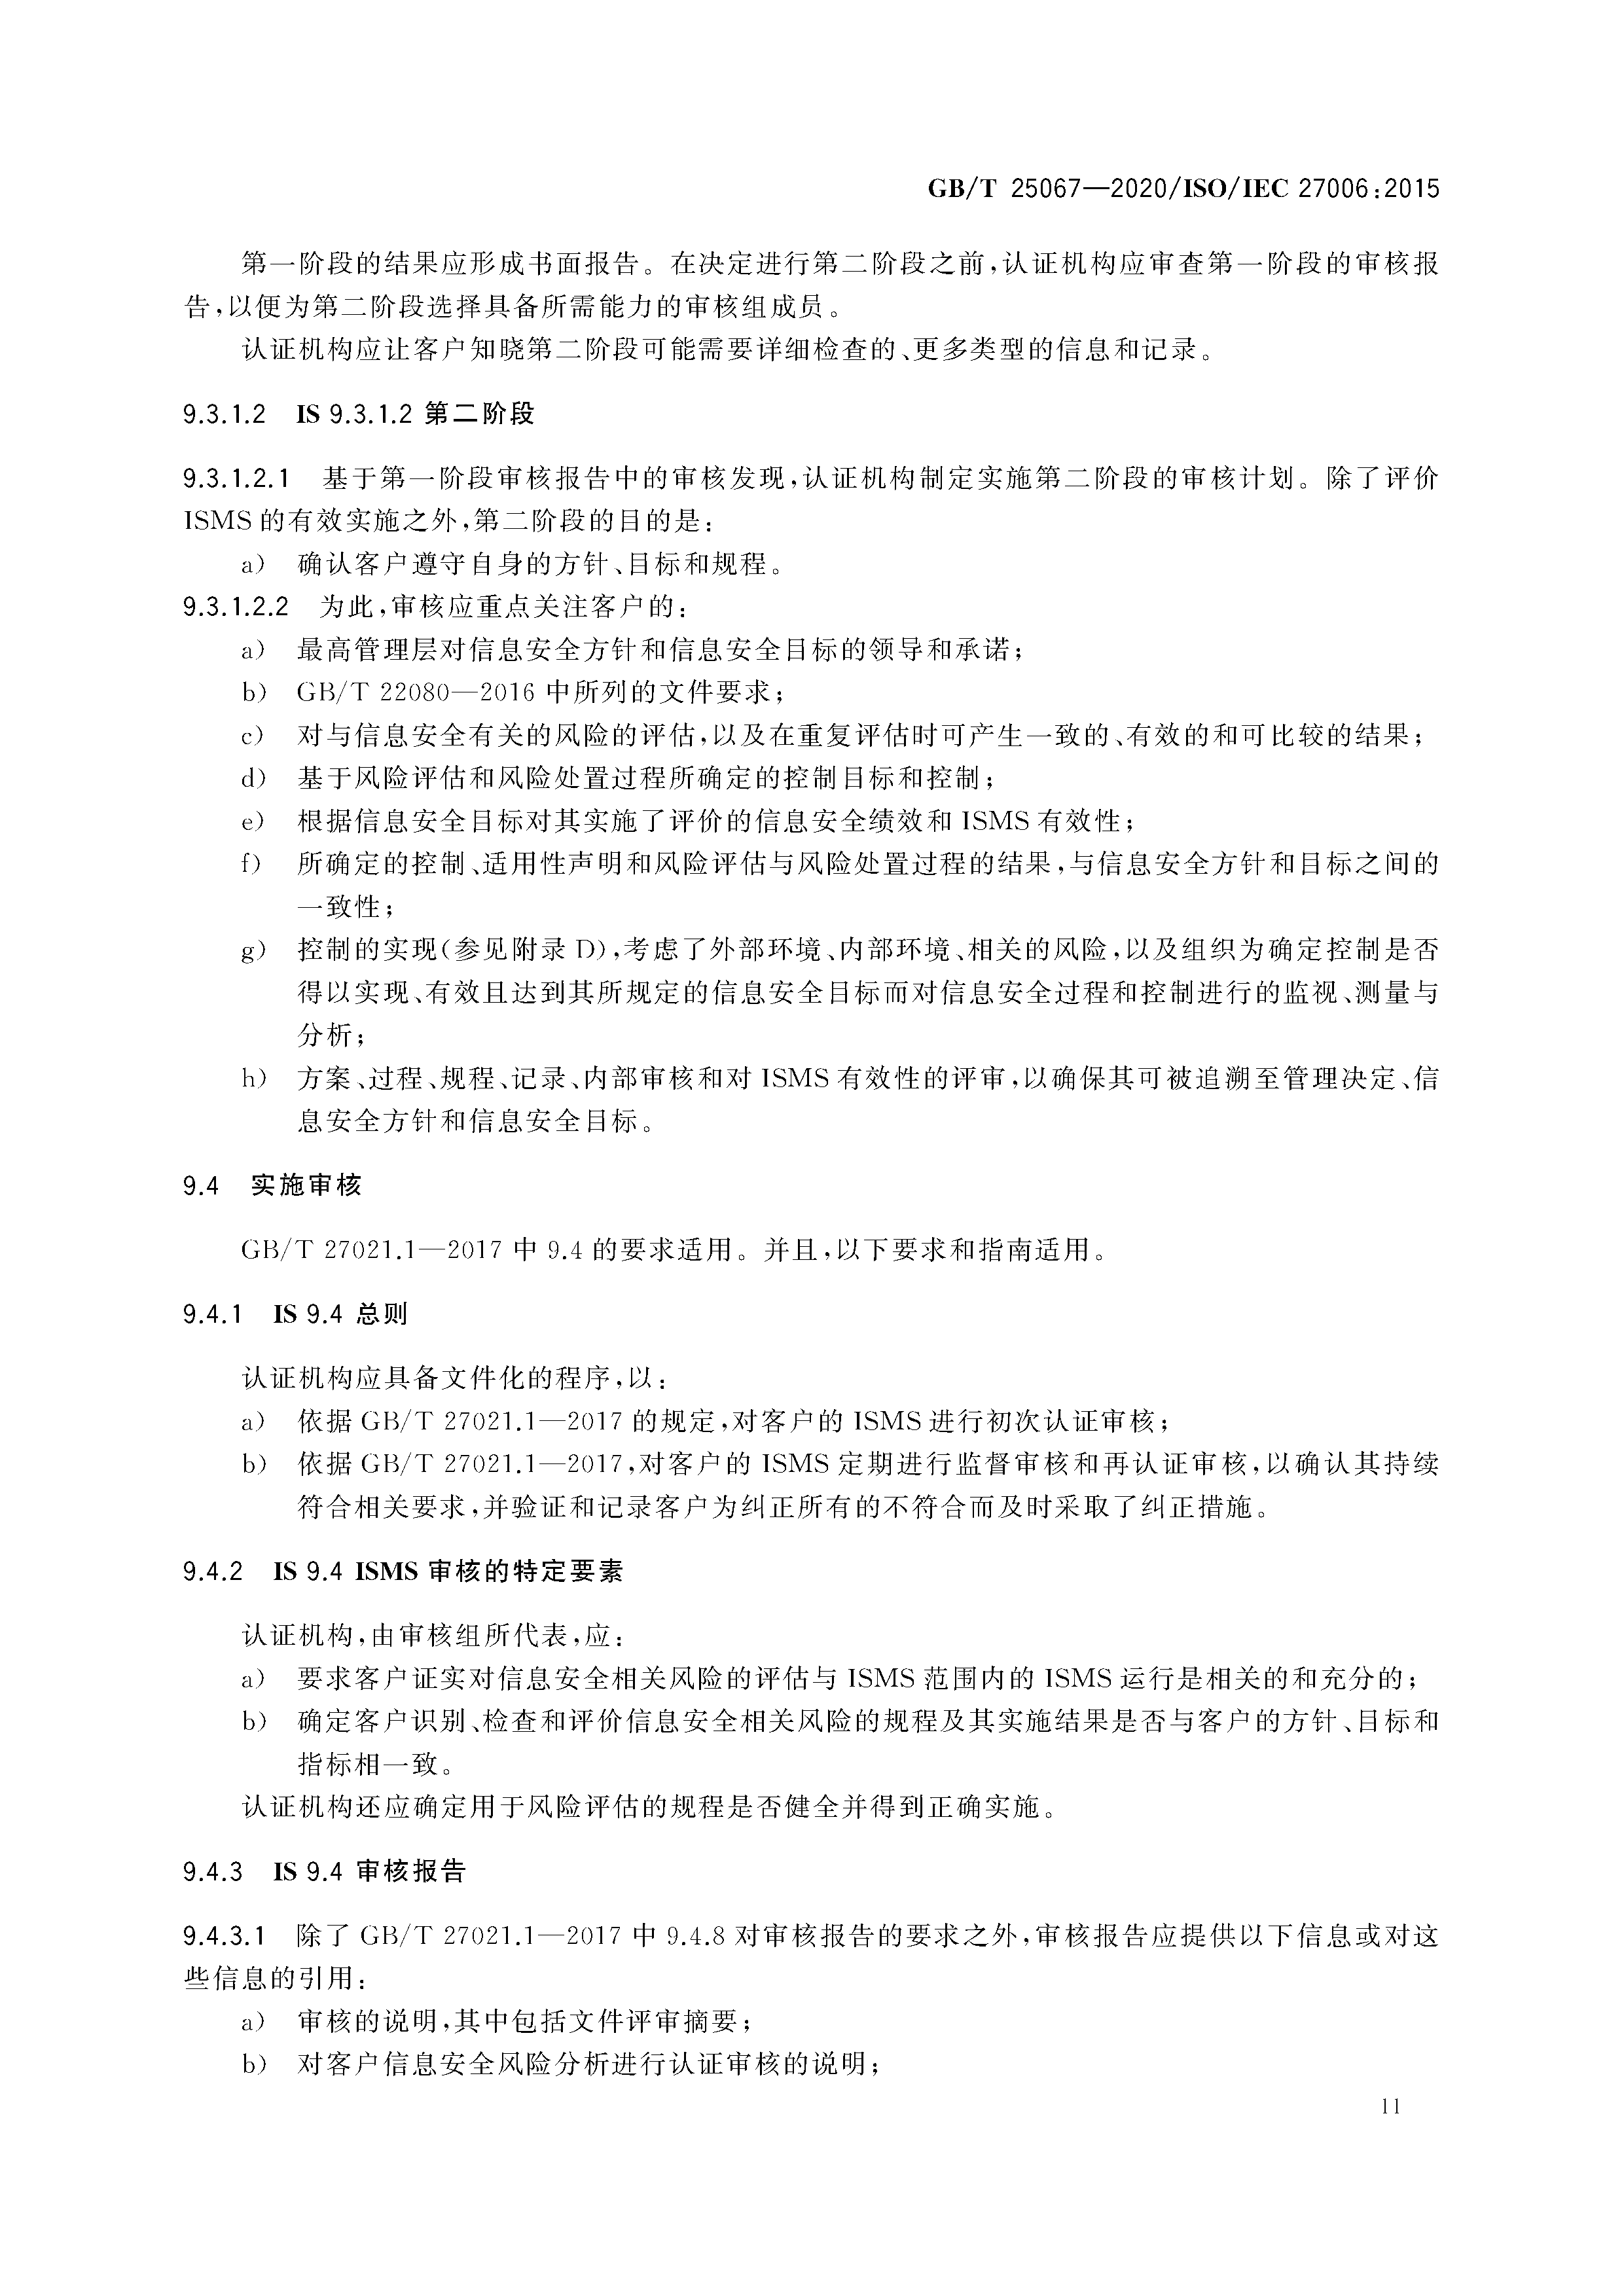 GB/T 25067—2020/ISO/IEC 27006:2015
第一阶段的结果应形成书面报告。在决定进行第二阶段之前,认证机构应审查第一阶段的审核报
告,以便为第二阶段选择具备所需能力的审核组成员。
认证机构应让客户知晓第二阶段可能需要详细检查的、更多类型的信息和记录。
9.3.1.2 IS 9.3.1.2 第二阶段
9.3.1.2.1 基于第一阶段审核报告中的审核发现,认证机构制定实施第二阶段的审核计划。除了评价
ISMS 的有效实施之外,第二阶段的目的是:
a) 确认客户遵守自身的方针、目标和规程。
9.3.1.2.2 为此,审核应重点关注客户的:
a) 最高管理层对信息安全方针和信息安全目标的领导和承诺;
b) GB/T 22080—2016 中所列的文件要求;
c) 对与信息安全有关的风险的评估,以及在重复评估时可产生一致的、有效的和可比较的结果;
d) 基于风险评估和风险处置过程所确定的控制目标和控制;
e) 根据信息安全目标对其实施了评价的信息安全绩效和 ISMS 有效性;
f) 所确定的控制、适用性声明和风险评估与风险处置过程的结果,与信息安全方针和目标之间的
一致性;
g) 控制的实现(参见附录 D),考虑了外部环境、内部环境、相关的风险,以及组织为确定控制是否
得以实现、有效且达到其所规定的信息安全目标而对信息安全过程和控制进行的监视、测量与
分析;
h) 方案、过程、规程、记录、内部审核和对 ISMS 有效性的评审,以确保其可被追溯至管理决定、信
息安全方针和信息安全目标。
9.4 实施审核
GB/T 27021.1—2017 中 9.4 的要求适用。并且,以下要求和指南适用。
9.4.1 IS 9.4 总则
认证机构应具备文件化的程序,以:
a) 依据 GB/T 27021.1—2017 的规定,对客户的 ISMS 进行初次认证审核;
b) 依据 GB/T 27021.1—2017,对客户的 ISMS 定期进行监督审核和再认证审核,以确认其持续
符合相关要求,并验证和记录客户为纠正所有的不符合而及时采取了纠正措施。
9.4.2 IS 9.4 ISMS 审核的特定要素
认证机构,由审核组所代表,应:
a) 要求客户证实对信息安全相关风险的评估与 ISMS 范围内的 ISMS 运行是相关的和充分的;
b) 确定客户识别、检查和评价信息安全相关风险的规程及其实施结果是否与客户的方针、目标和
指标相一致。
认证机构还应确定用于风险评估的规程是否健全并得到正确实施。
9.4.3 IS 9.4 审核报告
9.4.3.1 除了 GB/T 27021.1—2017 中 9.4.8 对审核报告的要求之外,审核报告应提供以下信息或对这
些信息的引用:
a) 审核的说明,其中包括文件评审摘要;
b) 对客户信息安全风险分析进行认证审核的说明;
11